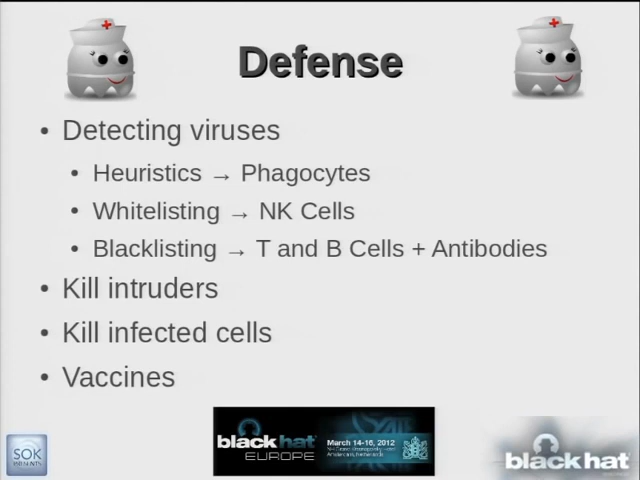 Defense
• Detecting viruses
• Heuristics → Phagocytes
• Whitelisting → NK Cells
• Blacklisting → T and B Cells + Antibodies
• Kill intruders
• Kill infected cells
• Vaccines
black hat
EUROPE
March 14-16, 2012
SOK
black hat